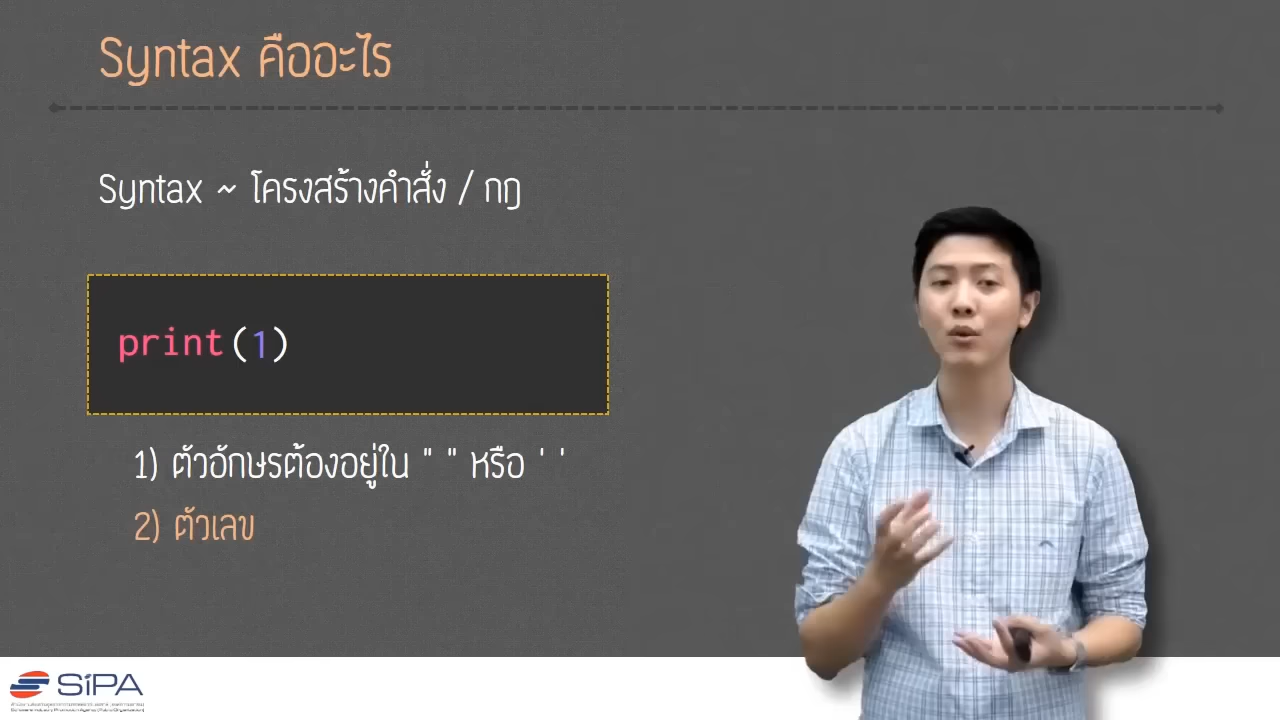 Syntax คืออะไร
Syntax ~ โครงสร้างคำสั่ง / กฎ
print(1)
1) ตัวอักษรต้องอยู่ใน " " หรือ ' '
2) ตัวเลข
SiPA